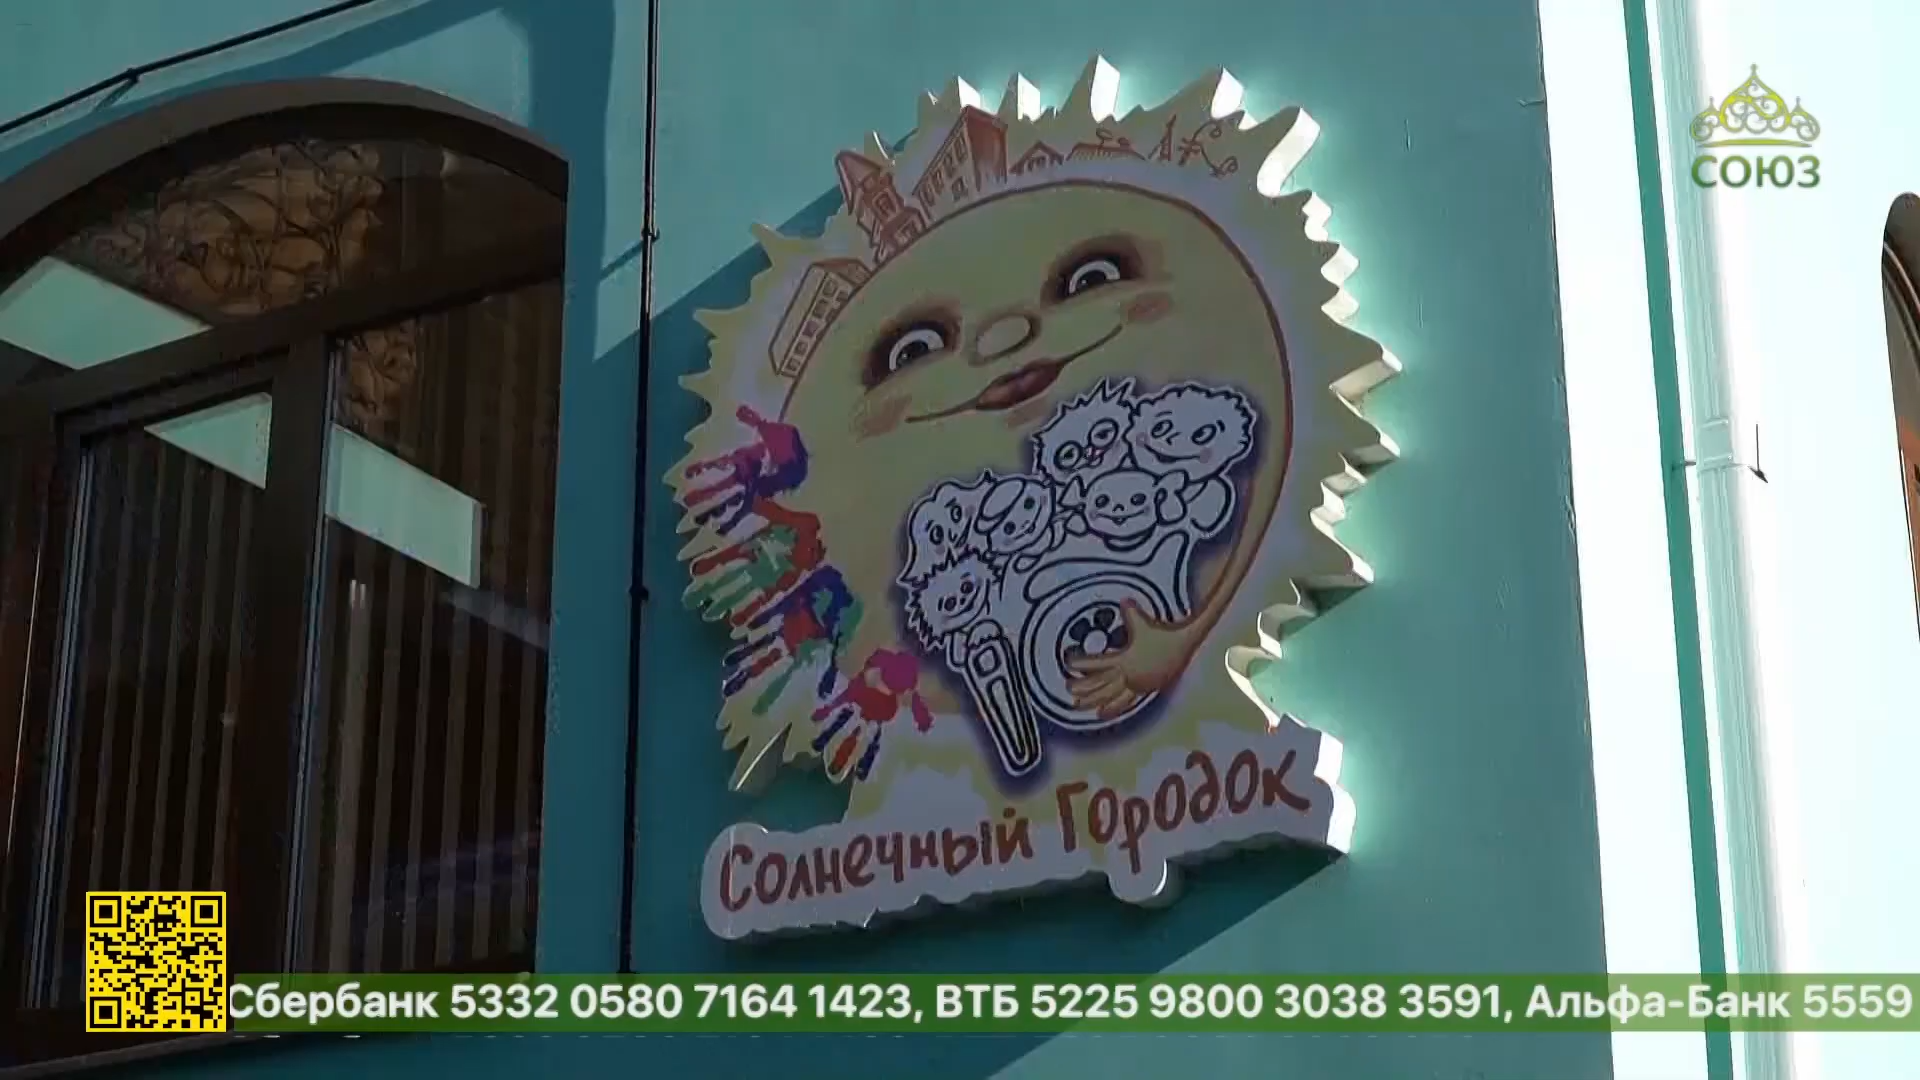 СОЮЗ
Солнечный Городок
Сбербанк 5332 0580 7164 1423, ВТБ 5225 9800 3038 3591, Альфа-Банк 5559